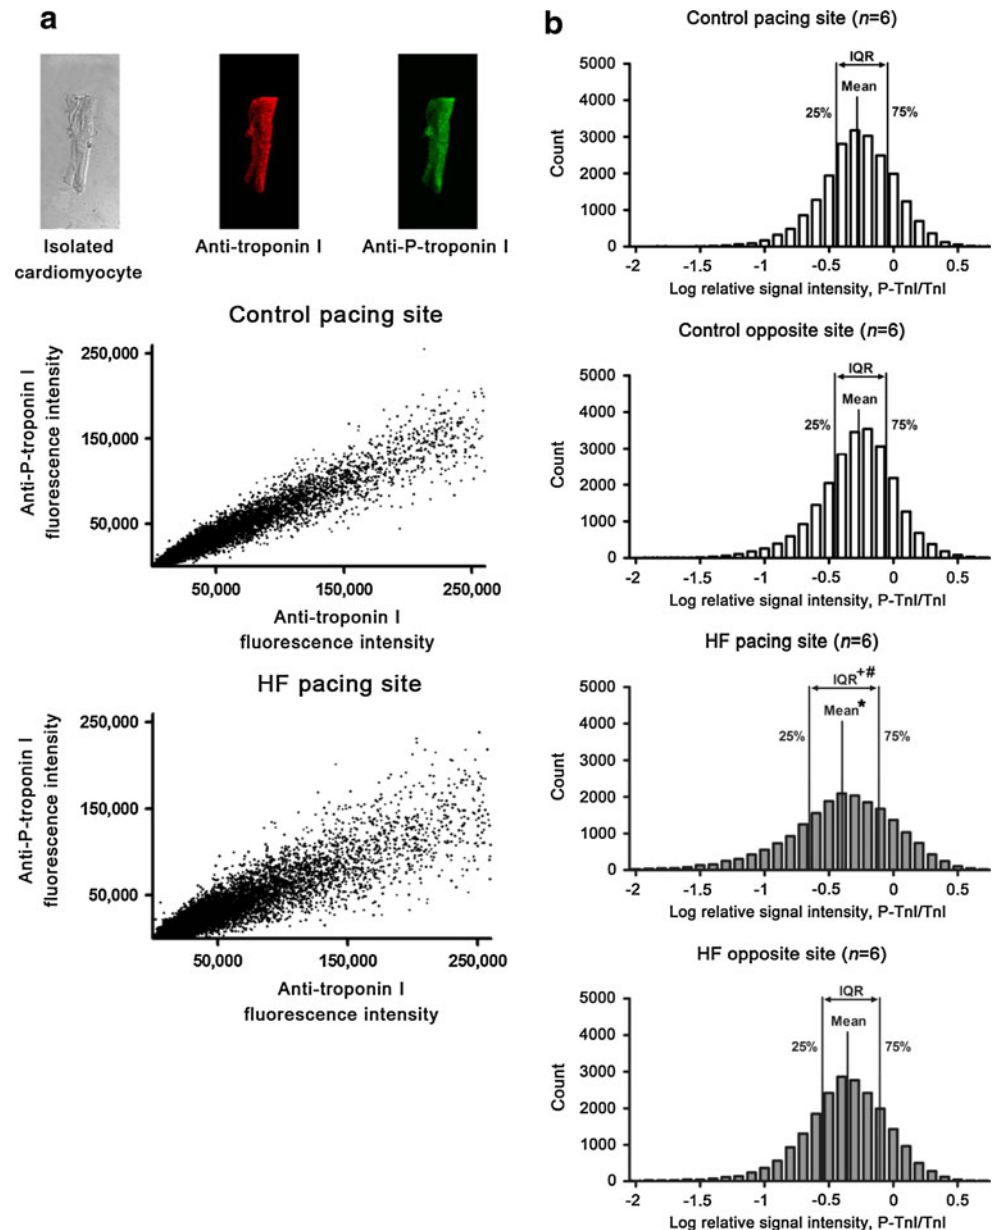 a
Isolated
cardiomyocyte
Anti-troponin I
Anti-P-troponin I
Control pacing site
Anti-P-troponin I
fluorescence intensity
250,000
150,000
50,000
50,000 150,000 250,000
Anti-troponin I
fluorescence intensity
HF pacing site
Anti-P-troponin I
fluorescence intensity
250,000
150,000
50,000
50,000 150,000 250,000
Anti-troponin I
fluorescence intensity
b
Control pacing site (n=6)
Count
5000
4000
3000
2000
1000
0
IQR
Mean
25% 75%
-2 -1.5 -1 -0.5 0 0.5
Log relative signal intensity, P-TnI/TnI
Control opposite site (n=6)
Count
5000
4000
3000
2000
1000
0
IQR
Mean
25% 75%
-2 -1.5 -1 -0.5 0 0.5
Log relative signal intensity, P-TnI/TnI
HF pacing site (n=6)
Count
5000
4000
3000
2000
1000
0
IQR+#
Mean*
25% 75%
-2 -1.5 -1 -0.5 0 0.5
Log relative signal intensity, P-TnI/TnI
HF opposite site (n=6)
Count
5000
4000
3000
2000
1000
0
IQR
Mean
25% 75%
-2 -1.5 -1 -0.5 0 0.5
Log relative signal intensity, P-TnI/TnI